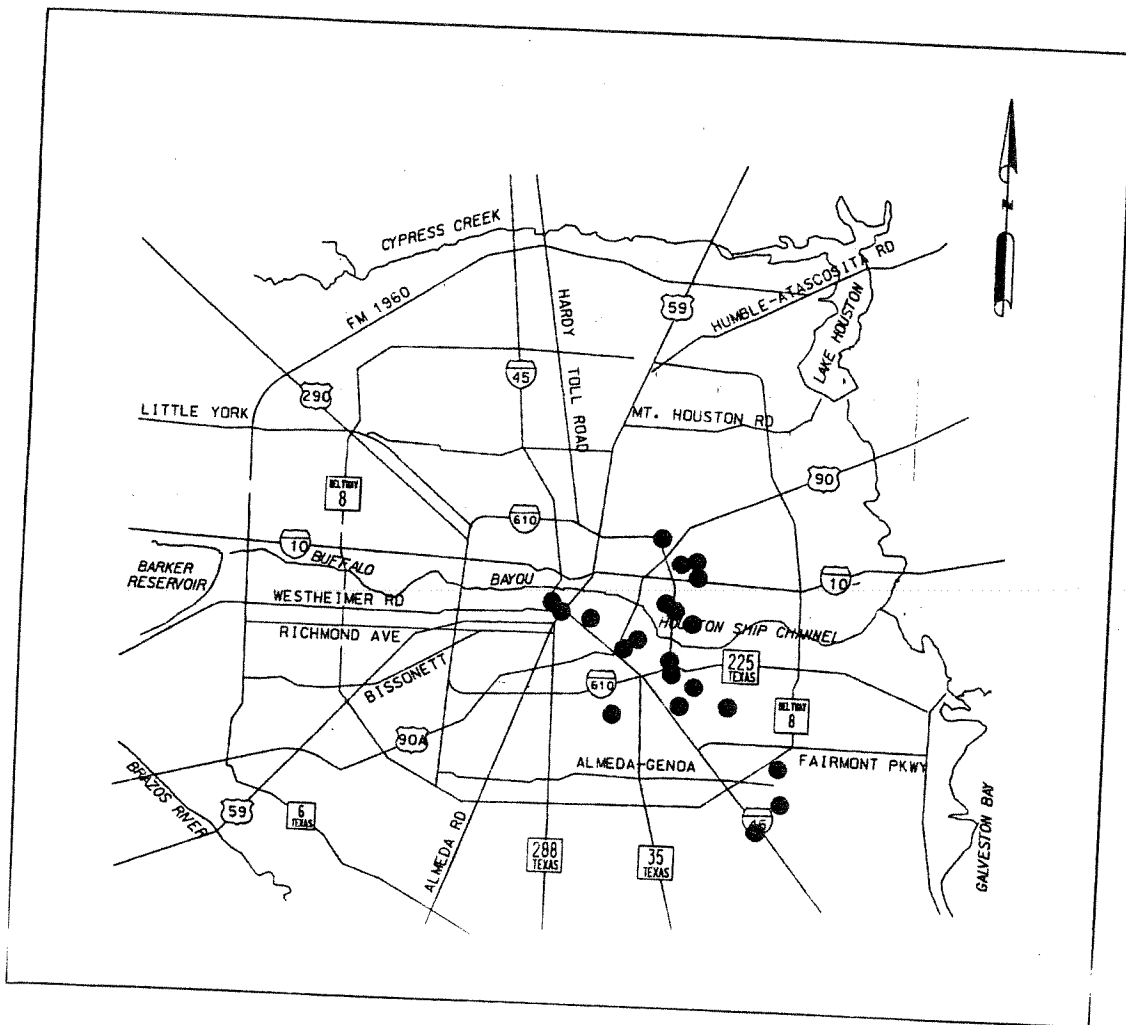 N
CYPRESS CREEK
FM 1960
HARDY
TOLL ROAD
59
HUMBLE-ATASCOSITA RD
LAKE HOUSTON
45
290
LITTLE YORK
MT. HOUSTON RD
BELTWAY
8
90
610
10
BUFFALO
BAYOU
BARKER
RESERVOIR
10
WESTHEIMER RD
RICHMOND AVE
HOUSTON SHIP CHANNEL
BISSONETT
225
TEXAS
610
BELTWAY
8
90A
ALMEDA-GENOA
FAIRMONT PKWY
BRAZOS RIVER
59
6
TEXAS
45
ALMEDA RD
288
TEXAS
35
TEXAS
GALVESTON BAY